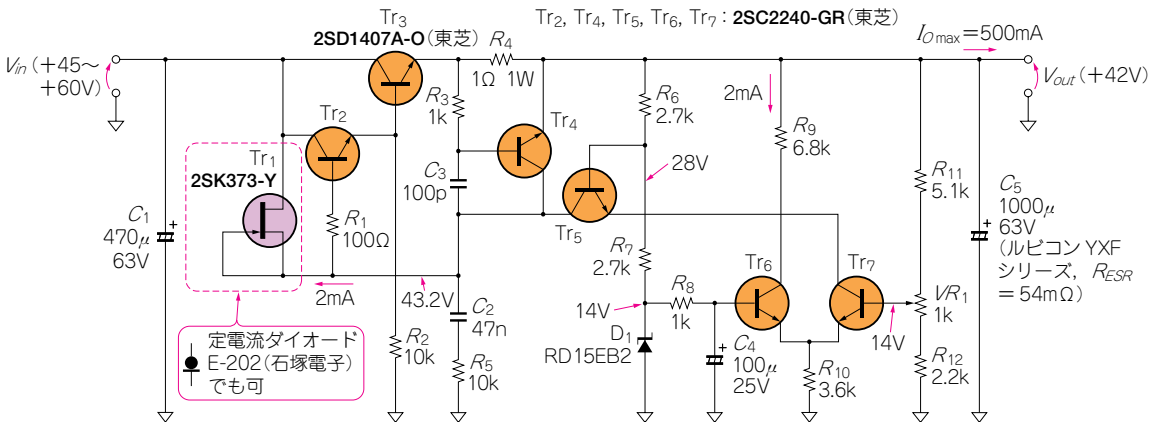 Tr3
2SD1407A-O(東芝)
Tr2, Tr4, Tr5, Tr6, Tr7 : 2SC2240-GR(東芝)
IO max=500mA
Vin (+45〜
+60V)
Vout (+42V)
R4
1Ω 1W
R3
1k
Tr2
Tr4
R6
2.7k
2mA
R9
6.8k
Tr1
2SK373-Y
C3
100p
28V
R11
5.1k
C1
470μ
63V
R1
100Ω
Tr5
R7
2.7k
C5
1000μ
63V
(ルビコン YXF
シリーズ, RESR
=54mΩ)
Tr6
Tr7
2mA
43.2V
14V
R8
1k
VR1
1k
14V
定電流ダイオード
E-202(石塚電子)
でも可
C2
47n
R2
10k
R5
10k
D1
RD15EB2
C4
100μ
25V
R10
3.6k
R12
2.2k